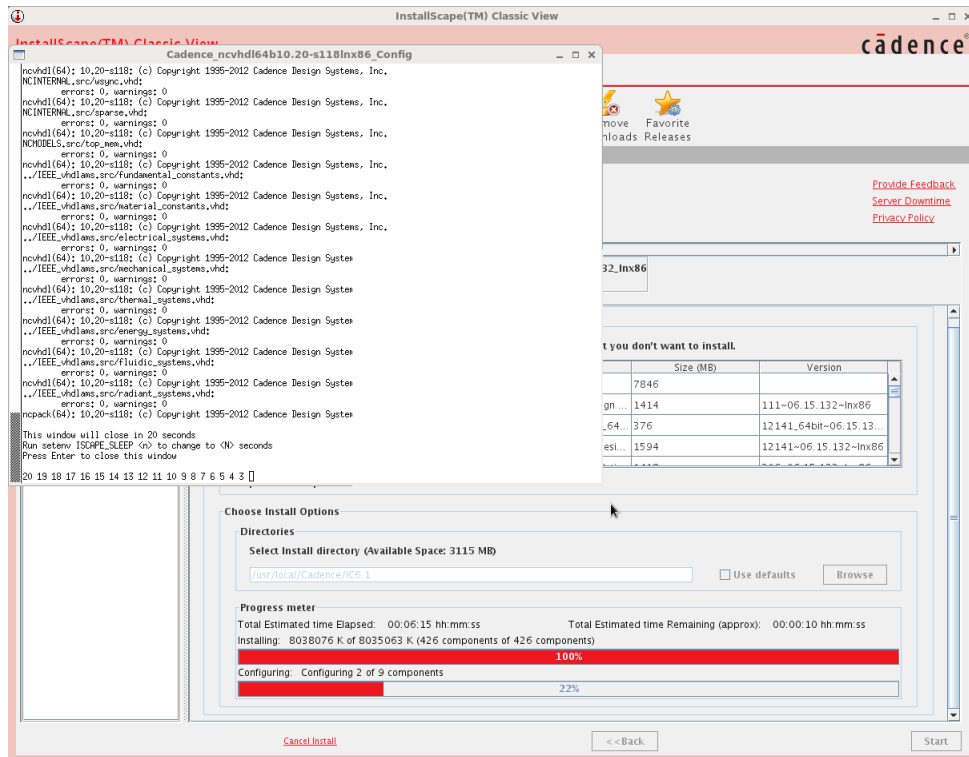 InstallScape(TM) Classic View
InstallScape(TM) Classic View
cādence®
Cadence_ncvhdl64b10.20-s118lnx86_Config
ncvhdl(64): 10.20-s118: (c) Copyright 1995-2012 Cadence Design Systems, Inc.
NCINTERNAL.src/wsync.vhd:
errors: 0, warnings: 0
ncvhdl(64): 10.20-s118: (c) Copyright 1995-2012 Cadence Design Systems, Inc.
NCINTERNAL.src/sparse.vhd:
errors: 0, warnings: 0
ncvhdl(64): 10.20-s118: (c) Copyright 1995-2012 Cadence Design Systems, Inc.
NCMODELS.src/top_mem.vhd:
errors: 0, warnings: 0
ncvhdl(64): 10.20-s118: (c) Copyright 1995-2012 Cadence Design Systems, Inc.
../IEEE_vhdlams.src/fundamental_constants.vhd:
errors: 0, warnings: 0
ncvhdl(64): 10.20-s118: (c) Copyright 1995-2012 Cadence Design Systems, Inc.
../IEEE_vhdlams.src/material_constants.vhd:
errors: 0, warnings: 0
ncvhdl(64): 10.20-s118: (c) Copyright 1995-2012 Cadence Design Systems, Inc.
../IEEE_vhdlams.src/electrical_systems.vhd:
errors: 0, warnings: 0
ncvhdl(64): 10.20-s118: (c) Copyright 1995-2012 Cadence Design System
../IEEE_vhdlams.src/mechanical_systems.vhd:
errors: 0, warnings: 0
ncvhdl(64): 10.20-s118: (c) Copyright 1995-2012 Cadence Design System
../IEEE_vhdlams.src/thermal_systems.vhd:
errors: 0, warnings: 0
ncvhdl(64): 10.20-s118: (c) Copyright 1995-2012 Cadence Design System
../IEEE_vhdlams.src/energy_systems.vhd:
errors: 0, warnings: 0
ncvhdl(64): 10.20-s118: (c) Copyright 1995-2012 Cadence Design System
../IEEE_vhdlams.src/fluidic_systems.vhd:
errors: 0, warnings: 0
ncvhdl(64): 10.20-s118: (c) Copyright 1995-2012 Cadence Design System
../IEEE_vhdlams.src/radiant_systems.vhd:
errors: 0, warnings: 0
ncpack(64): 10.20-s118: (c) Copyright 1995-2012 Cadence Design System
This window will close in 20 seconds
Run setenv ISCAPE_SLEEP <n> to change to <N> seconds
Press Enter to close this window
20 19 18 17 16 15 14 13 12 11 10 9 8 7 6 5 4 3
move Favorite
nloads Releases
Provide Feedback
Server Downtime
Privacy Policy
32_lnx86
t you don't want to install.
Size (MB) Version
7846
gn ... 1414 111~06.15.132~lnx86
_64... 376 12141_64bit~06.15.13...
esi... 1594 12141~06.15.132~lnx86
Choose Install Options
Directories
Select Install directory (Available Space: 3115 MB)
/usr/local/Cadence/IC6.1 Use defaults Browse
Progress meter
Total Estimated time Elapsed: 00:06:15 hh:mm:ss Total Estimated time Remaining (approx): 00:00:10 hh:mm:ss
Installing: 8038076 K of 8035063 K (426 components of 426 components)
100%
Configuring: Configuring 2 of 9 components
22%
Cancel Install <<Back Start